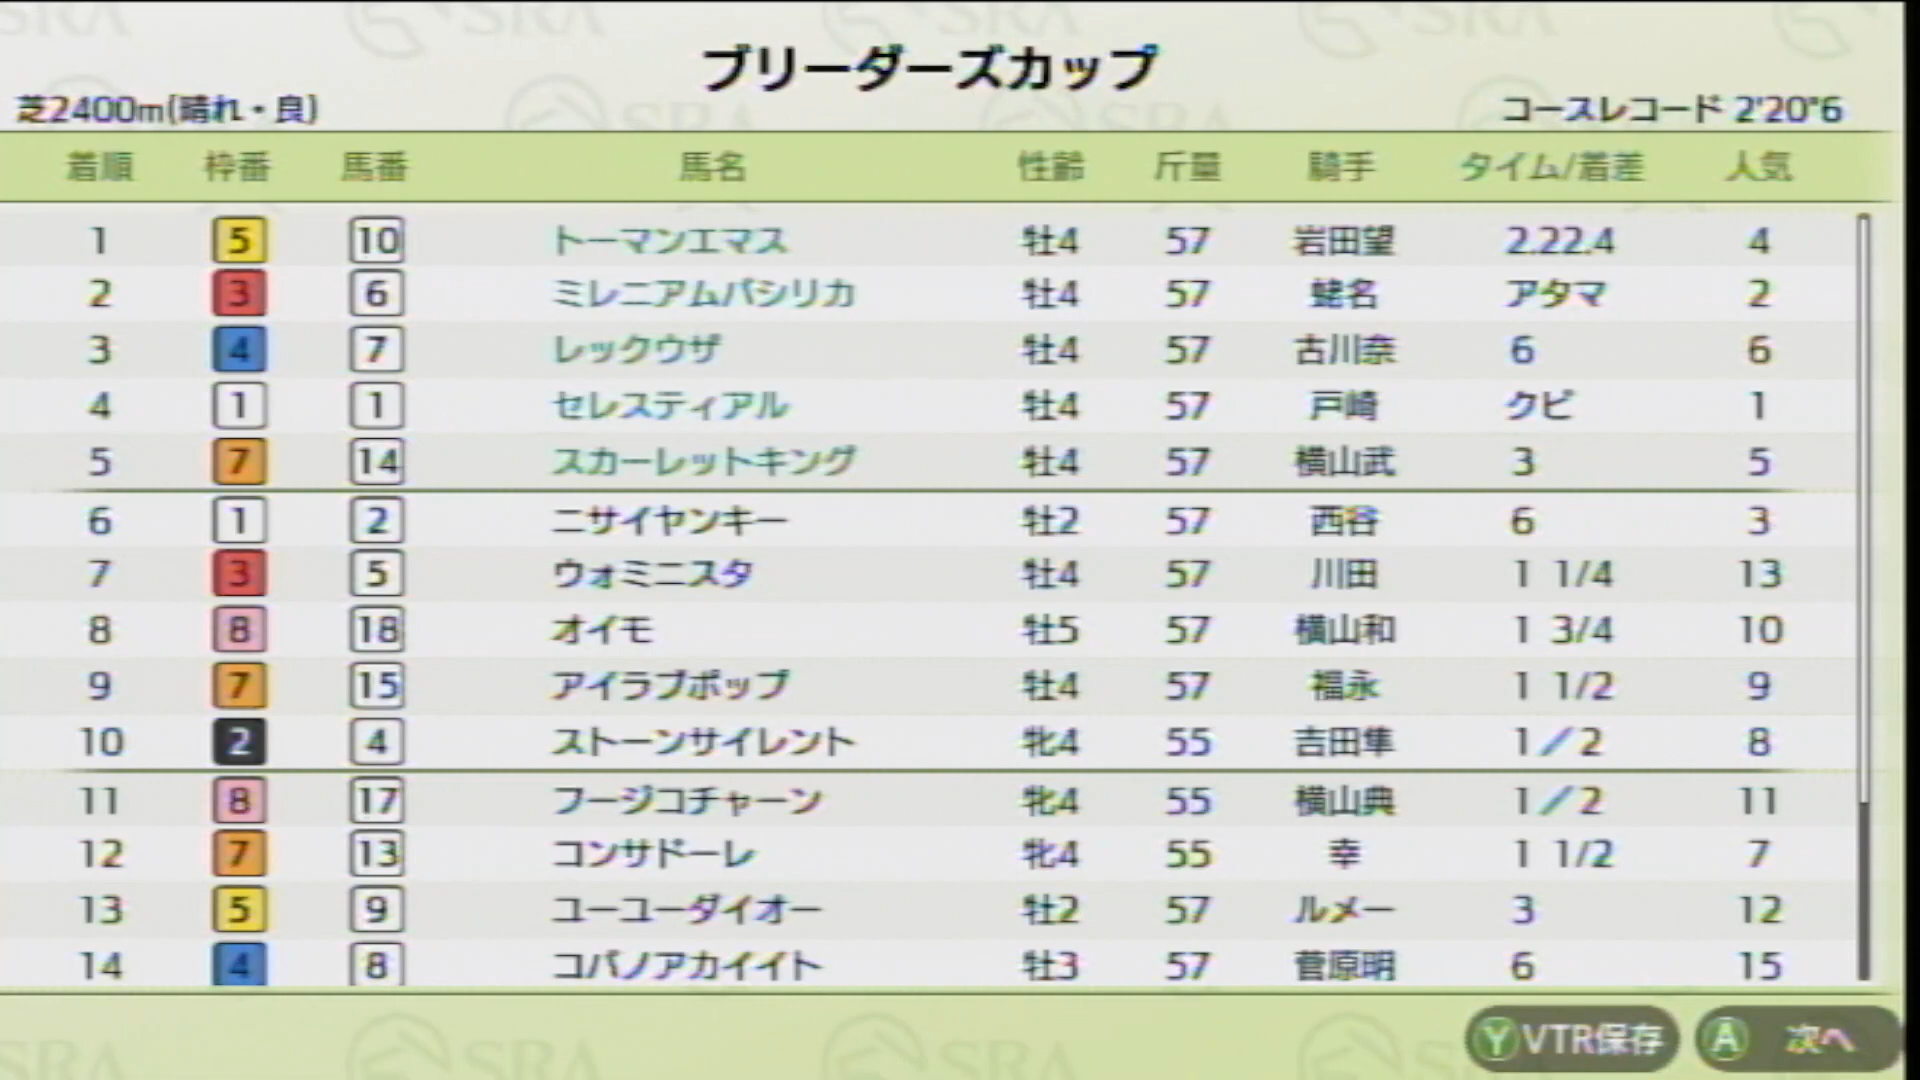 ブリーダーズカップ
芝2400m(晴れ・良)
コースレコード 2'20"6
着順 枠番 馬番 馬名 性齢 斤量 騎手 タイム/着差 人気
1 5 10 トーマンエマス 牡4 57 岩田望 2.22.4 4
2 3 6 ミレニアムバシリカ 牡4 57 蛯名 アタマ 2
3 4 7 レックウザ 牡4 57 古川奈 6 6
4 1 1 セレスティアル 牡4 57 戸崎 クビ 1
5 7 14 スカーレットキング 牡4 57 横山武 3 5
6 1 2 ニサイヤンキー 牡2 57 西谷 6 3
7 3 5 ウォミニスタ 牡4 57 川田 1 1/4 13
8 8 18 オイモ 牡5 57 横山和 1 3/4 10
9 7 15 アイラブポップ 牡4 57 福永 1 1/2 9
10 2 4 ストーンサイレント 牝4 55 吉田隼 1/2 8
11 8 17 フージコチャーン 牝4 55 横山典 1/2 11
12 7 13 コンサドーレ 牝4 55 幸 1 1/2 7
13 5 9 ユーユーダイオー 牡2 57 ルメー 3 12
14 4 8 コパノアカイイト 牡3 57 菅原明 6 15
Y VTR保存 A 次へ
SRA